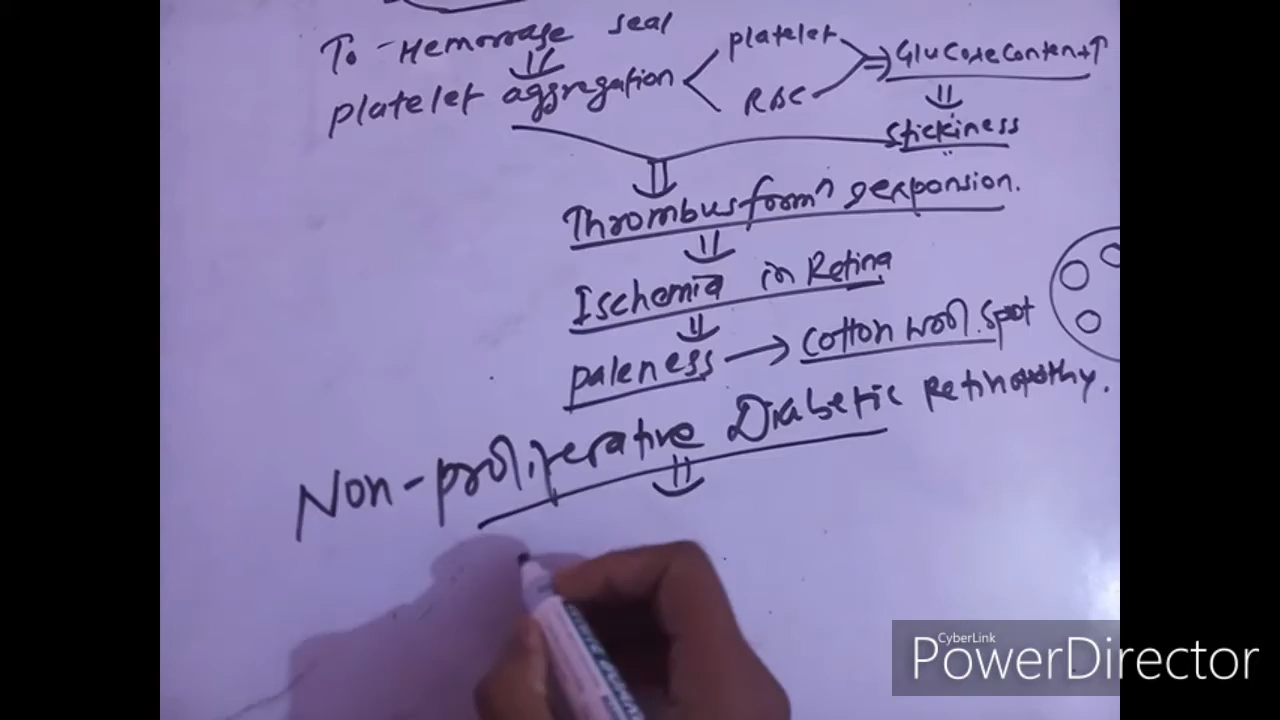 To - Hemorrage seal
platelet aggregation
platelet
RBC
Glucose content ↑
stickiness
Thrombus formⁿ & expansion.
Ischemia in Retina
paleness → cotton wool spot
Non-proliferative Diabetic Retinopathy.
CyberLink
PowerDirector